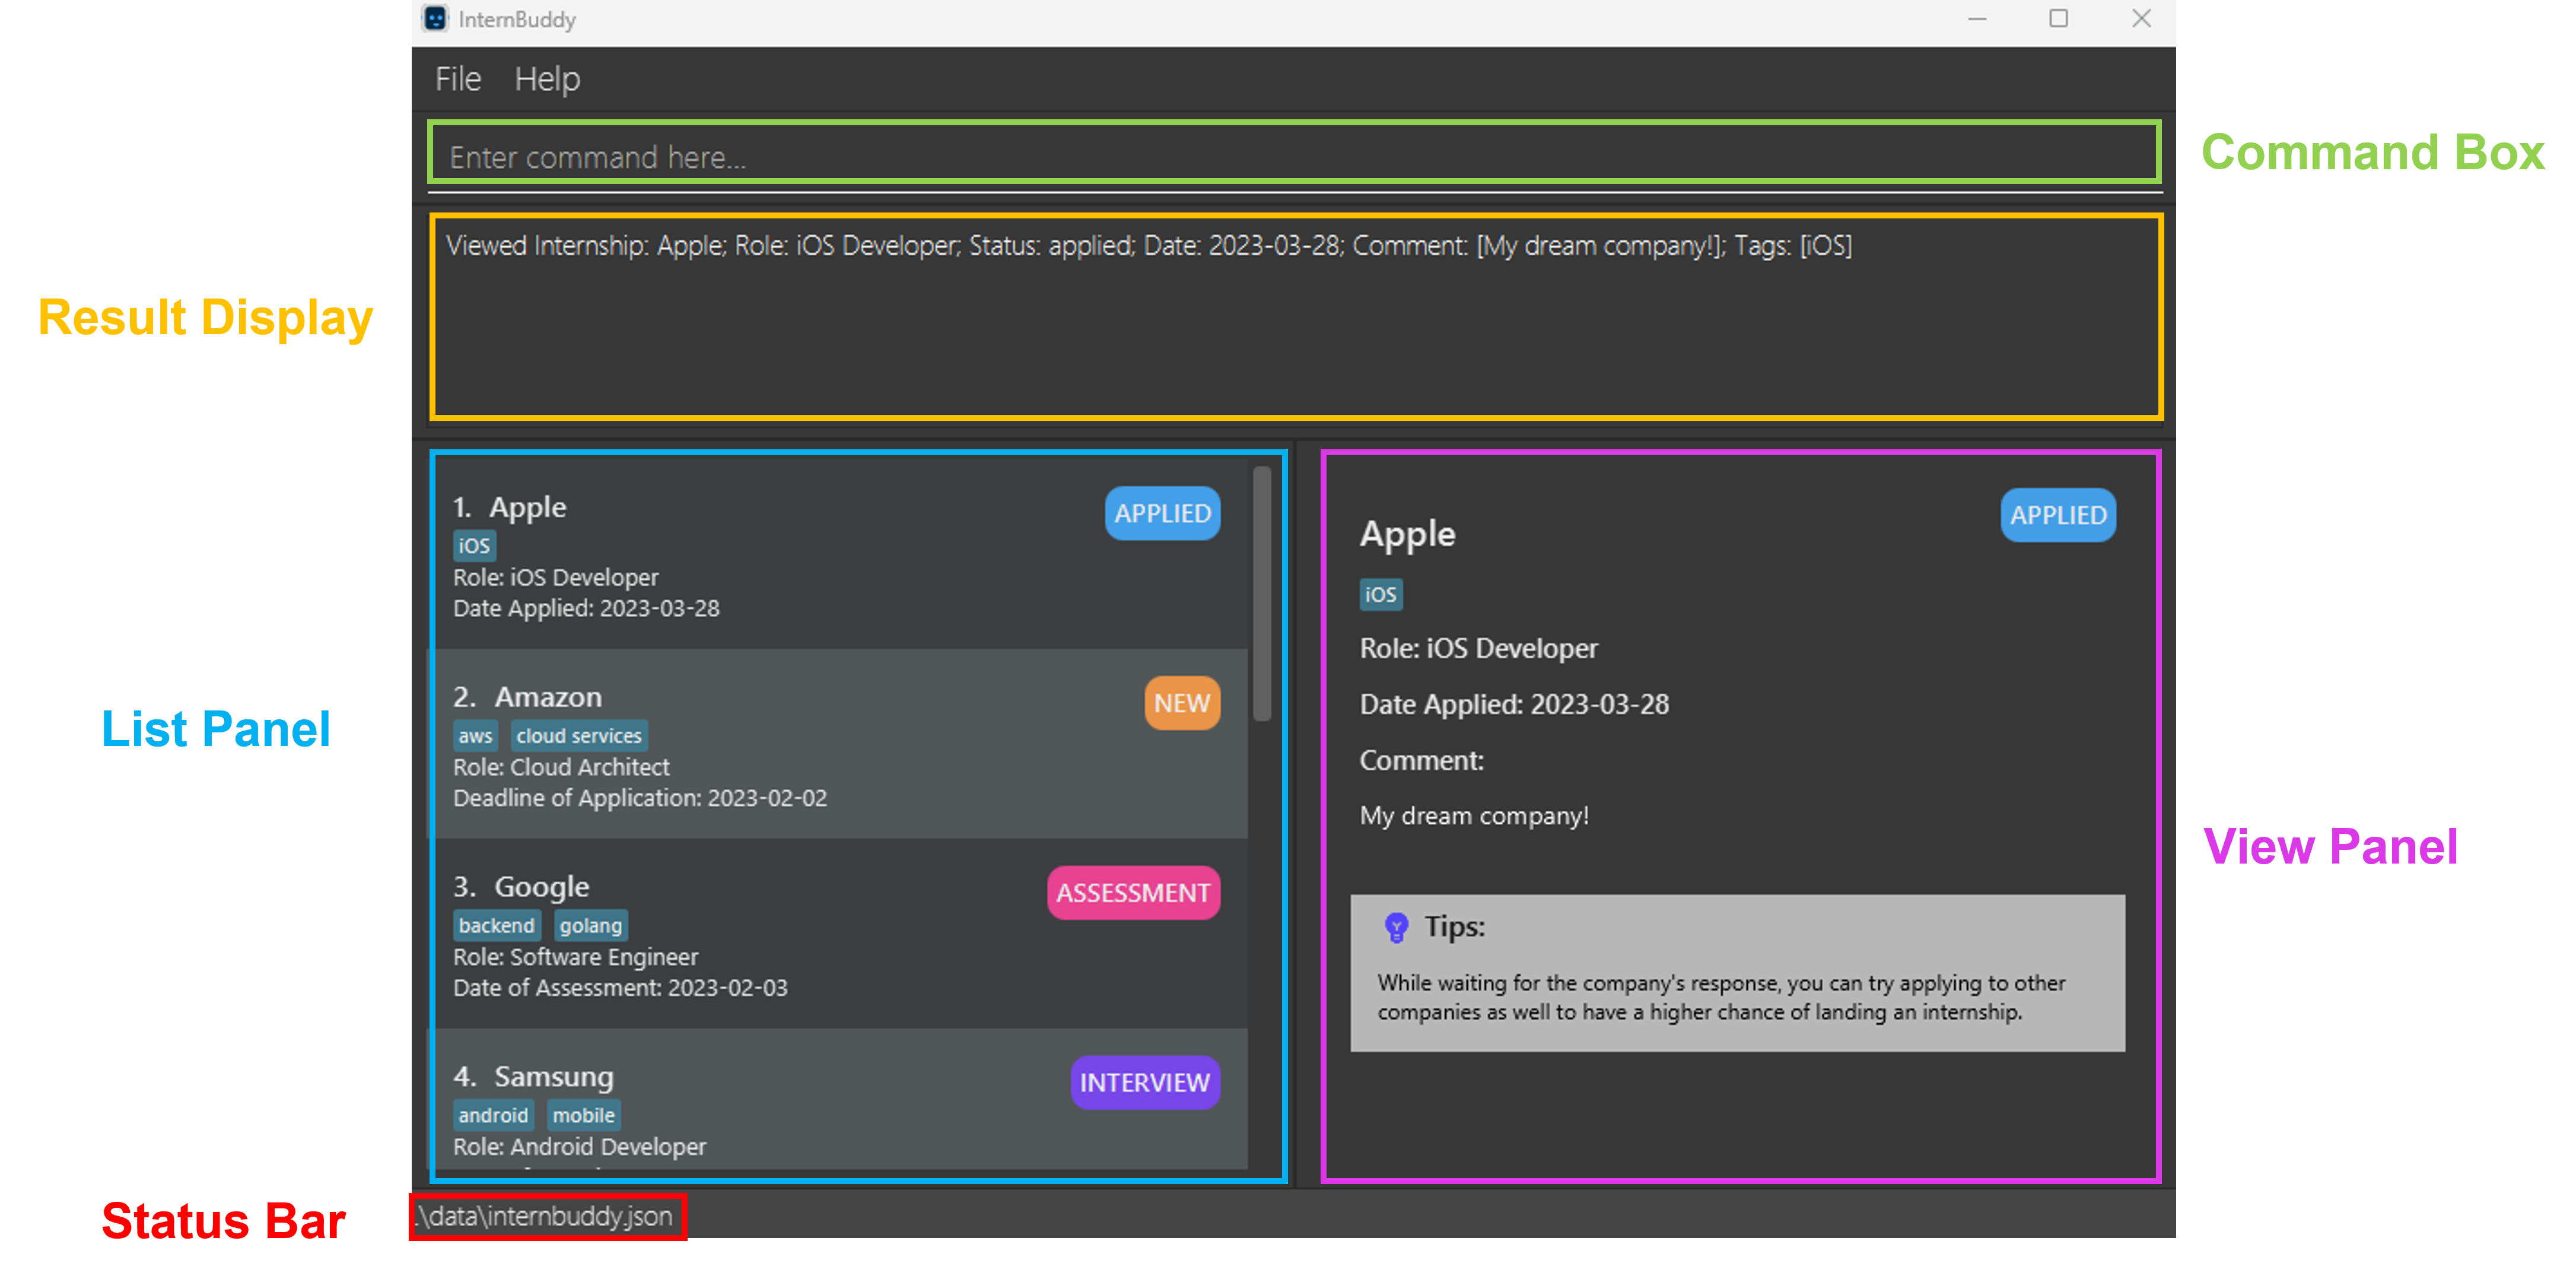 InternBuddy
File Help
Enter command here...
Command Box
Viewed Internship: Apple; Role: iOS Developer; Status: applied; Date: 2023-03-28; Comment: [My dream company!]; Tags: [iOS]
Result Display
List Panel
1. Apple
APPLIED
iOS
Role: iOS Developer
Date Applied: 2023-03-28
2. Amazon
NEW
aws cloud services
Role: Cloud Architect
Deadline of Application: 2023-02-02
3. Google
ASSESSMENT
backend golang
Role: Software Engineer
Date of Assessment: 2023-02-03
4. Samsung
INTERVIEW
android mobile
Role: Android Developer
Apple
APPLIED
iOS
Role: iOS Developer
Date Applied: 2023-03-28
Comment:
My dream company!
Tips:
While waiting for the company's response, you can try applying to other
companies as well to have a higher chance of landing an internship.
View Panel
Status Bar
.\data\internbuddy.json